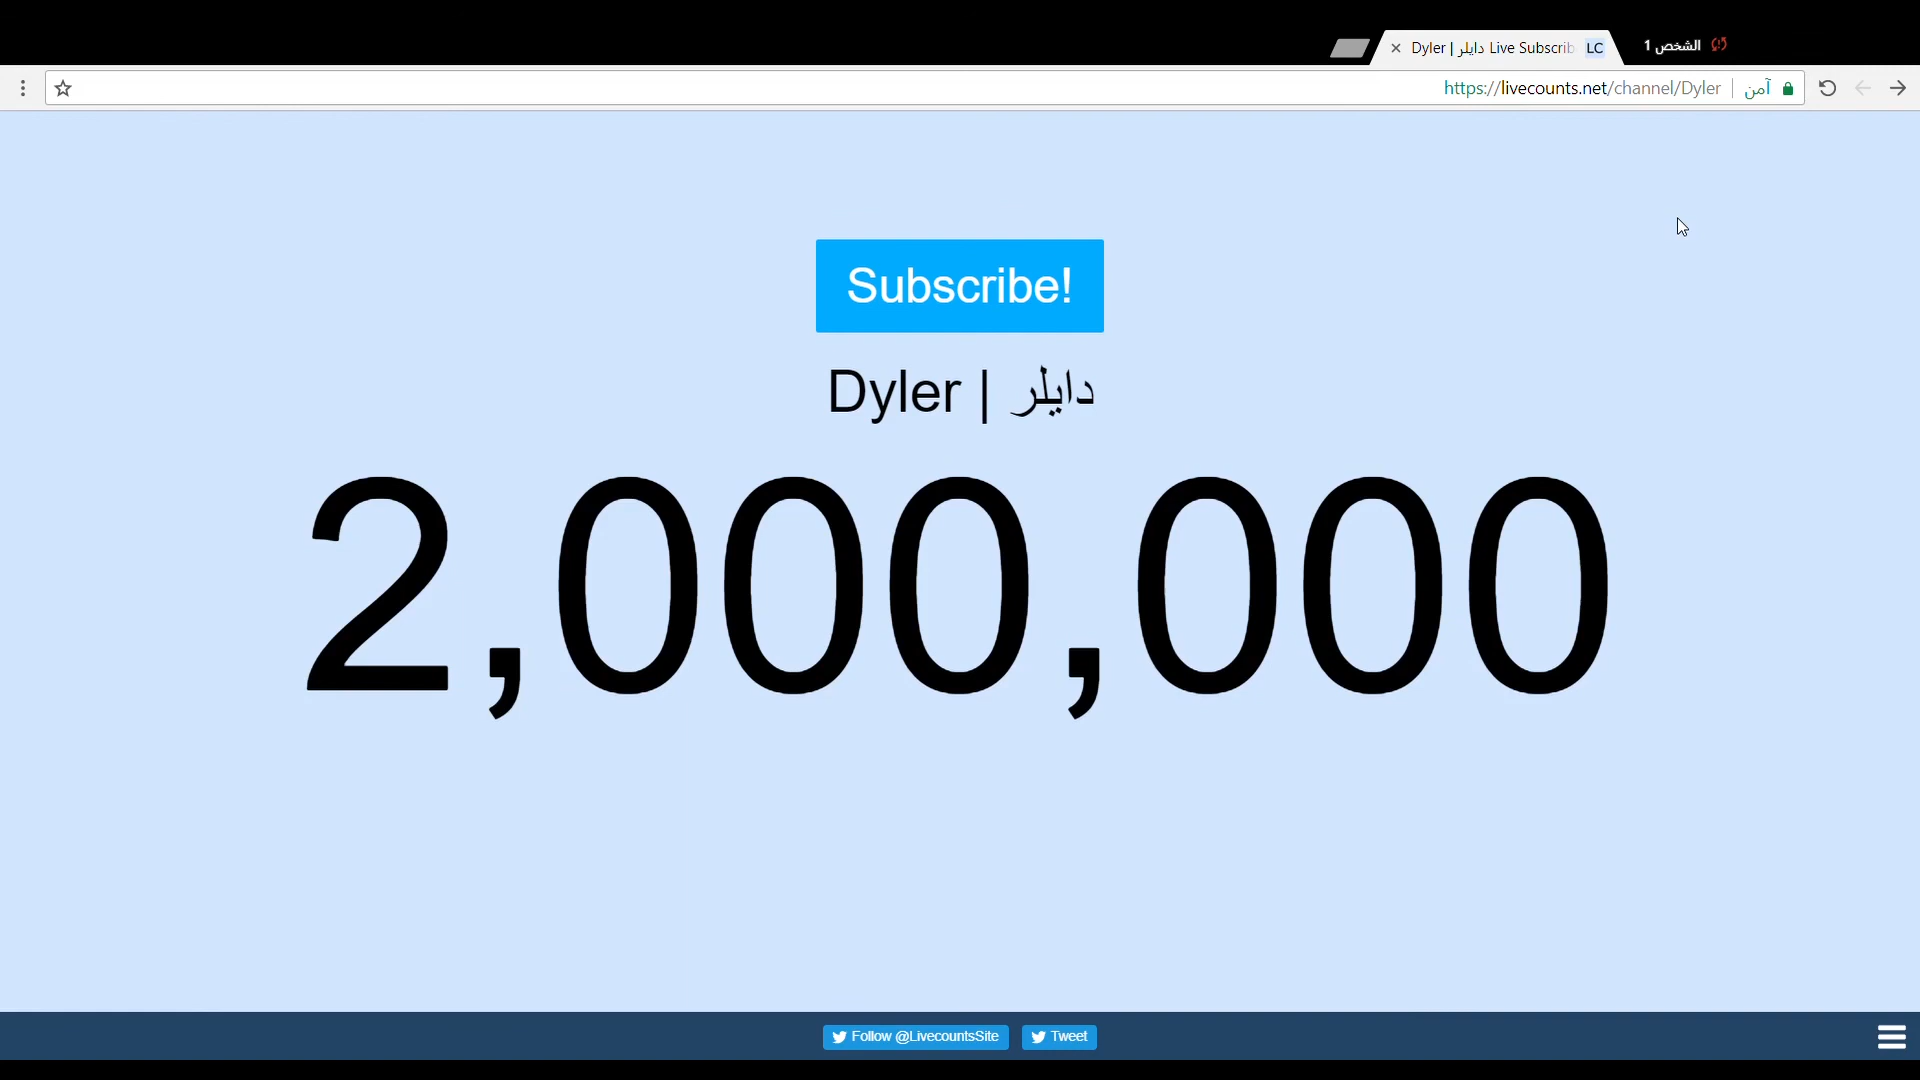 Dyler | دايلر Live Subscrib LC
الشخص 1
https://livecounts.net/channel/Dyler | آمن
Subscribe!
Dyler | دايلر
2,000,000
Follow @LivecountsSite
Tweet